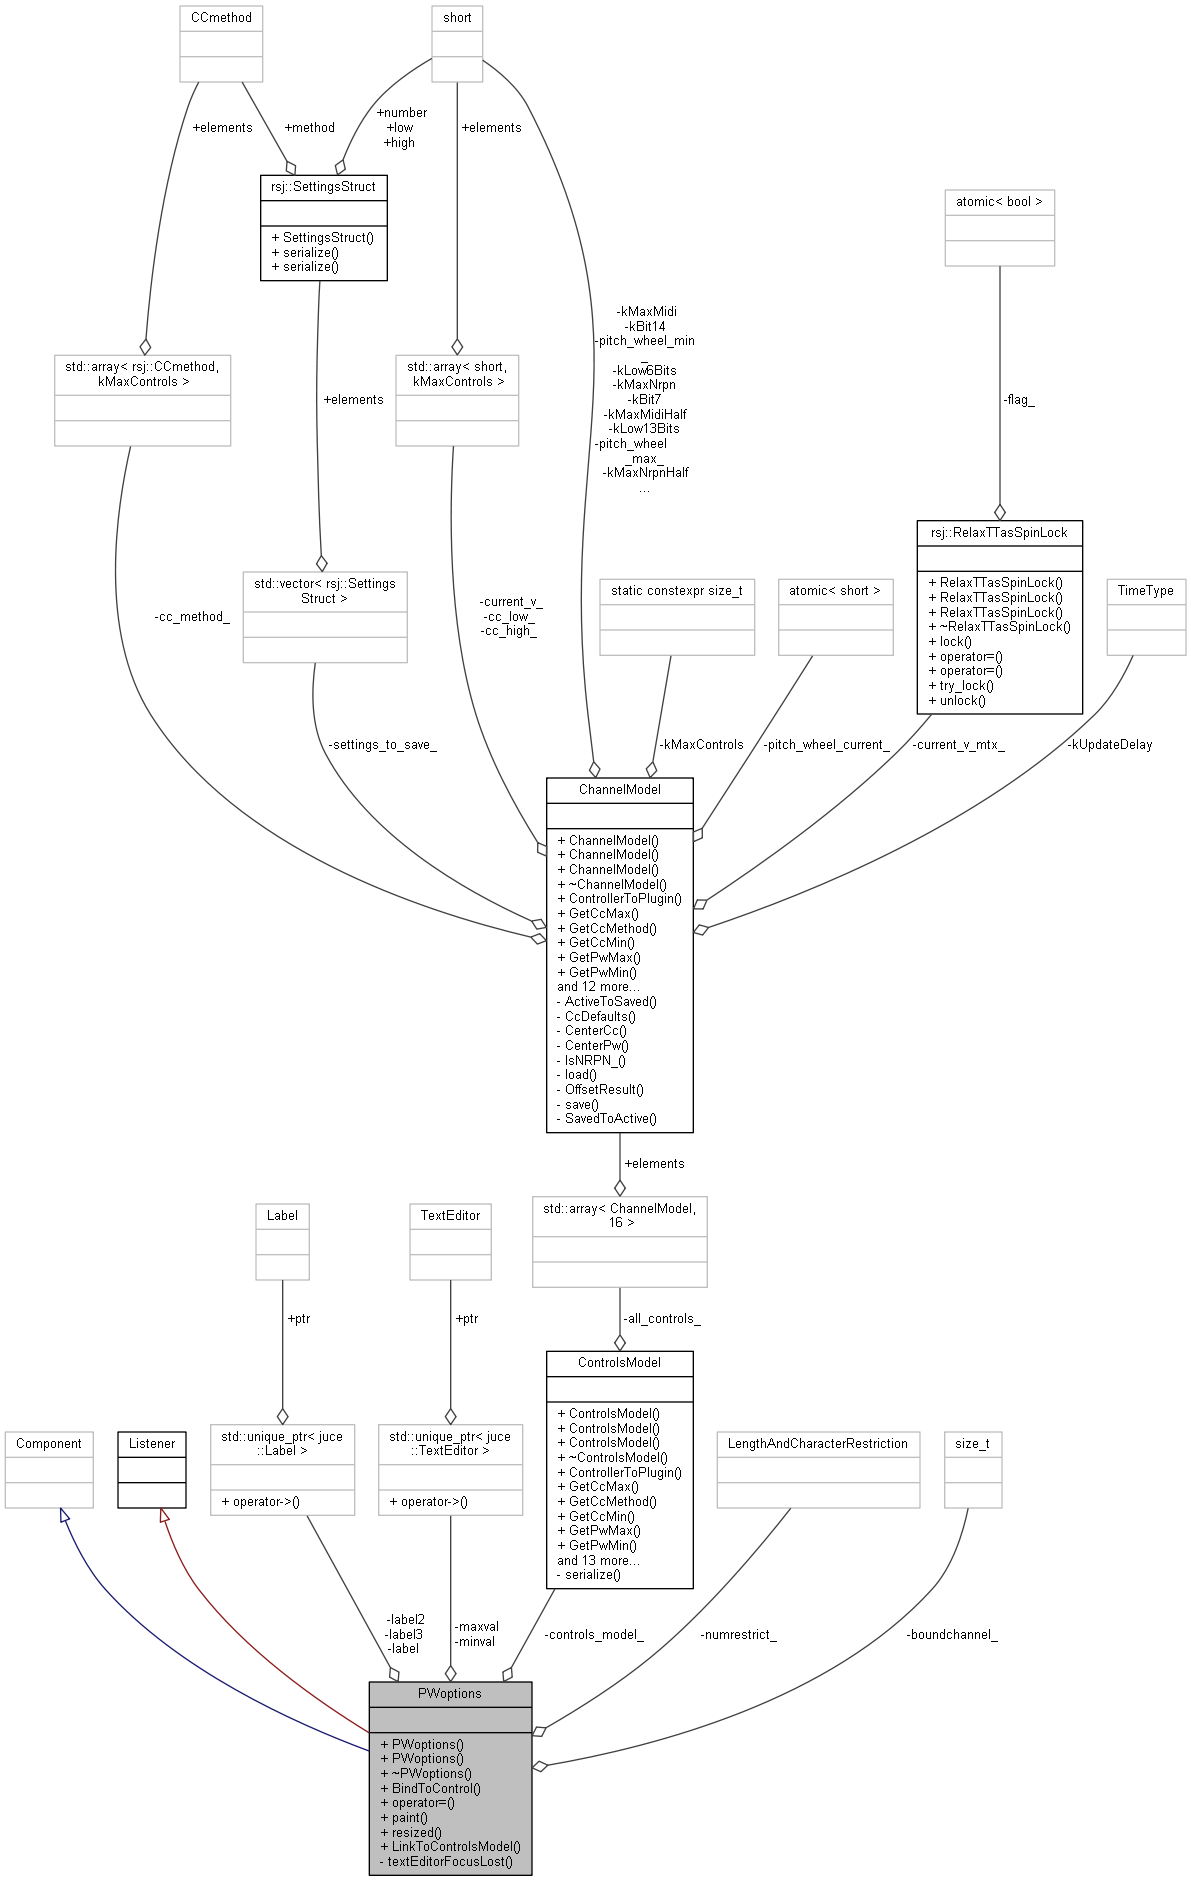 CCmethod
short
+elements
+method
+number
+low
+high
+elements
rsj::SettingsStruct
+ SettingsStruct()
+ serialize()
+ serialize()
atomic< bool >
-kMaxMidi
-kBit14
-pitch_wheel_min
_
-kLow6Bits
-kMaxNrpn
-kBit7
-kMaxMidiHalf
-kLow13Bits
-pitch_wheel
_max_
-kMaxNrpnHalf
...
std::array< rsj::CCmethod,
kMaxControls >
+elements
std::array< short,
kMaxControls >
-flag_
rsj::RelaxTTasSpinLock
+ RelaxTTasSpinLock()
+ RelaxTTasSpinLock()
+ RelaxTTasSpinLock()
+ ~RelaxTTasSpinLock()
+ lock()
+ operator=()
+ operator=()
+ try_lock()
+ unlock()
std::vector< rsj::Settings
Struct >
static constexpr size_t
atomic< short >
TimeType
-cc_method_
-current_v_
-cc_low_
-cc_high_
-settings_to_save_
-kMaxControls
-pitch_wheel_current_
-current_v_mtx_
-kUpdateDelay
ChannelModel
+ ChannelModel()
+ ChannelModel()
+ ChannelModel()
+ ~ChannelModel()
+ ControllerToPlugin()
+ GetCcMax()
+ GetCcMethod()
+ GetCcMin()
+ GetPwMax()
+ GetPwMin()
and 12 more...
- ActiveToSaved()
- CcDefaults()
- CenterCc()
- CenterPw()
- IsNRPN_()
- load()
- OffsetResult()
- save()
- SavedToActive()
+elements
Label
TextEditor
std::array< ChannelModel,
16 >
+ptr
+ptr
-all_controls_
ControlsModel
+ ControlsModel()
+ ControlsModel()
+ ControlsModel()
+ ~ControlsModel()
+ ControllerToPlugin()
+ GetCcMax()
+ GetCcMethod()
+ GetCcMin()
+ GetPwMax()
+ GetPwMin()
and 13 more...
- serialize()
Component
Listener
std::unique_ptr< juce
::Label >
+ operator->()
std::unique_ptr< juce
::TextEditor >
+ operator->()
LengthAndCharacterRestriction
size_t
-label2
-label3
-label
-maxval
-minval
-controls_model_
-numrestrict_
-boundchannel_
PWoptions
+ PWoptions()
+ PWoptions()
+ ~PWoptions()
+ BindToControl()
+ operator=()
+ paint()
+ resized()
+ LinkToControlsModel()
- textEditorFocusLost()